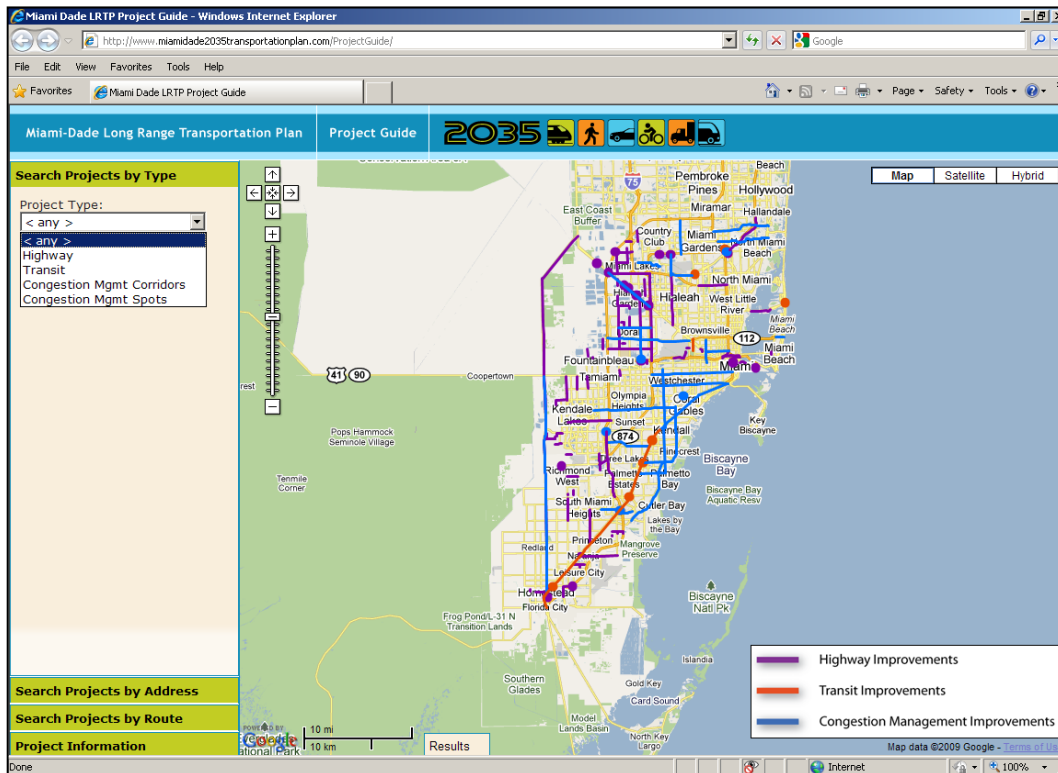 Miami Dade LRTP Project Guide - Windows Internet Explorer
http://www.miamidade2035transportationplan.com/ProjectGuide/
Google
File Edit View Favorites Tools Help
Favorites
Miami Dade LRTP Project Guide
Page
Safety
Tools
Miami-Dade Long Range Transportation Plan
Project Guide
2035
Search Projects by Type
Project Type:
< any >
< any >
Highway
Transit
Congestion Mgmt Corridors
Congestion Mgmt Spots
Search Projects by Address
Search Projects by Route
Project Information
Map
Satellite
Hybrid
75
Pembroke
Pines
Beach
Hollywood
Miramar
Hallandale
East Coast
Buffer
Country
Club
Miami
Gardens
North Miami
Beach
Miami Lakes
North Miami
Hialeah
West Little
River
Miami
Beach
Doral
Brownsville
112
Miami
Beach
Fountainbleau
Miami
41
90
Coopertown
Tamiami
Westchester
Olympia
Heights
Coral
Gables
Kendale
Lakes
Sunset
Key
Biscayne
874
Kendall
Pops Hammock
Seminole Village
Three Lakes
Pinecrest
Biscayne
Bay
Tenmile
Corner
Richmond
West
Palmetto
Estates
Palmetto
Bay
Biscayne Bay
Aquatic Resv
South Miami
Heights
Cutler Bay
Lakes by
the Bay
Princeton
Redland
Mangrove
Preserve
Naranja
Leisure City
Homestead
Florida City
Biscayne
Natl Pk
Frog Pond/L-31 N
Transition Lands
Islandia
Southern
Glades
Gold Key
Card Sound
Model
Lands Basin
North Key
Largo
Highway Improvements
Transit Improvements
Congestion Management Improvements
POWERED BY
Google
10 mi
10 km
Results
Map data ©2009 Google - Terms of Us
Done
Internet
100%